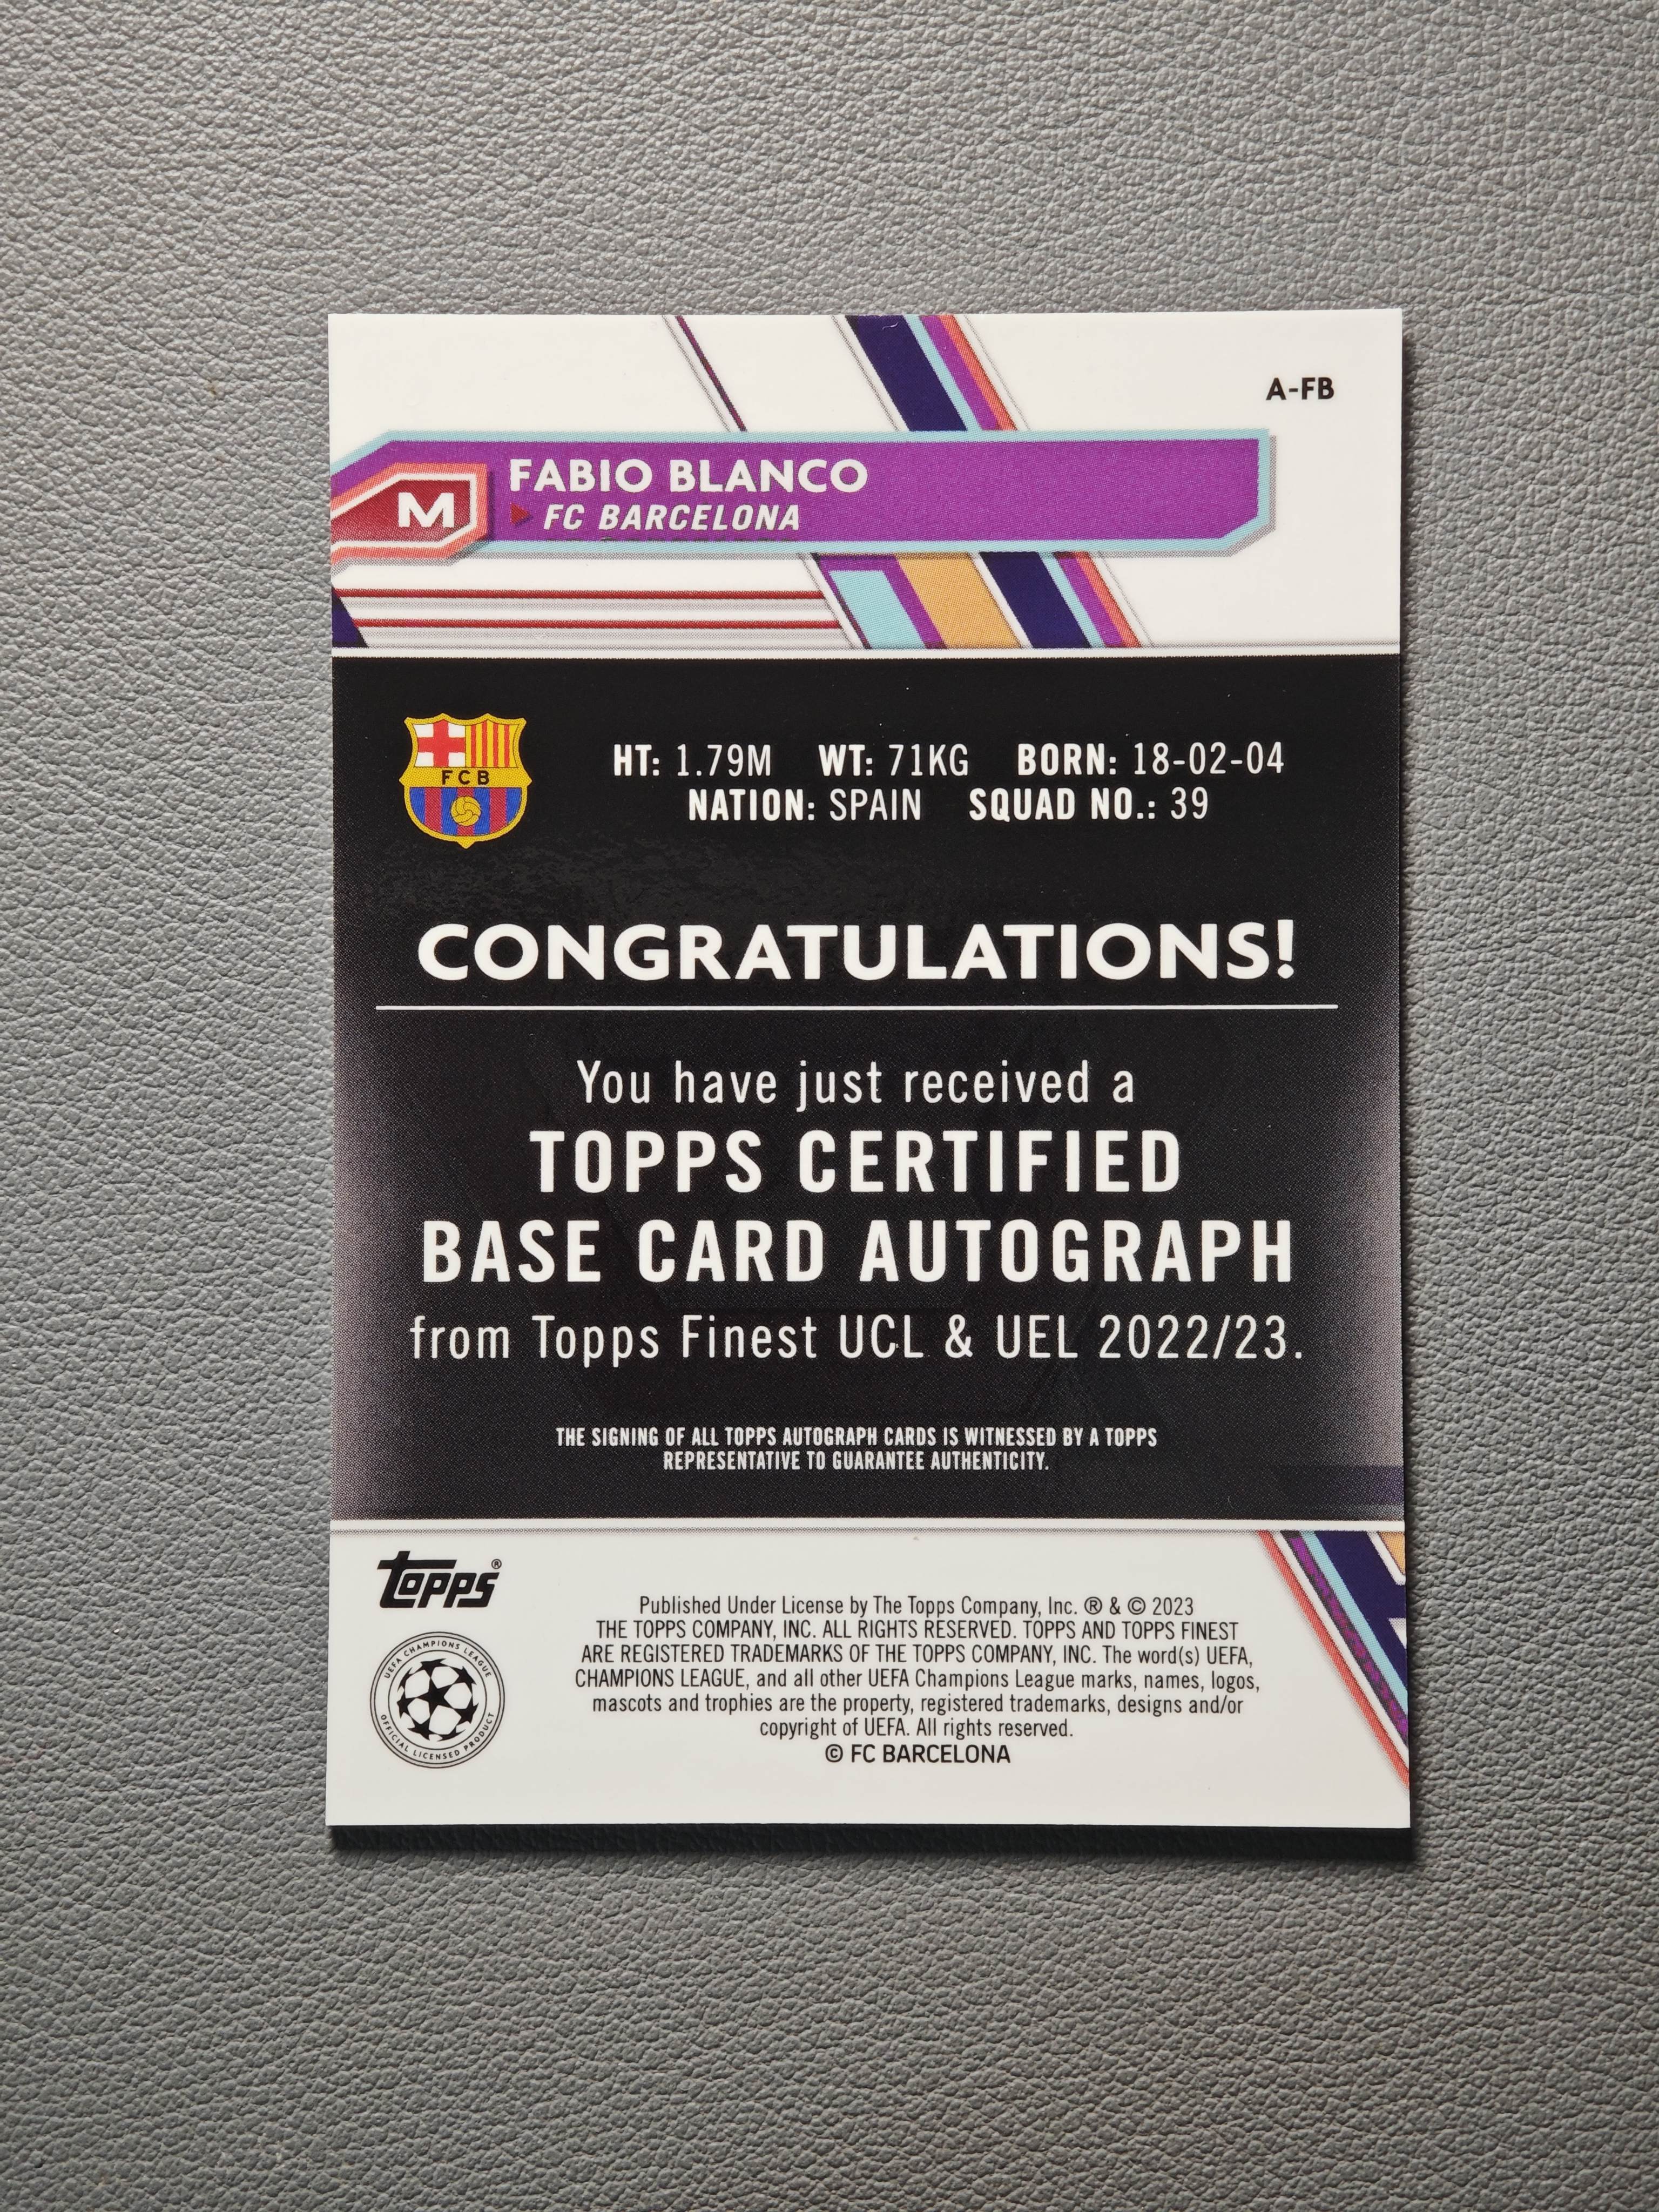 A-FB
M
FABIO BLANCO
FC BARCELONA
FCB
HT: 1.79M WT: 71KG BORN: 18-02-04
NATION: SPAIN SQUAD NO.: 39
CONGRATULATIONS!
You have just received a
TOPPS CERTIFIED
BASE CARD AUTOGRAPH
from Topps Finest UCL & UEL 2022/23.
THE SIGNING OF ALL TOPPS AUTOGRAPH CARDS IS WITNESSED BY A TOPPS
REPRESENTATIVE TO GUARANTEE AUTHENTICITY.
topps®
UEFA CHAMPIONS LEAGUE
OFFICIAL LICENSED PRODUCT
Published Under License by The Topps Company, Inc. ® & © 2023
THE TOPPS COMPANY, INC. ALL RIGHTS RESERVED. TOPPS AND TOPPS FINEST
ARE REGISTERED TRADEMARKS OF THE TOPPS COMPANY, INC. The word(s) UEFA,
CHAMPIONS LEAGUE, and all other UEFA Champions League marks, names, logos,
mascots and trophies are the property, registered trademarks, designs and/or
copyright of UEFA. All rights reserved.
© FC BARCELONA